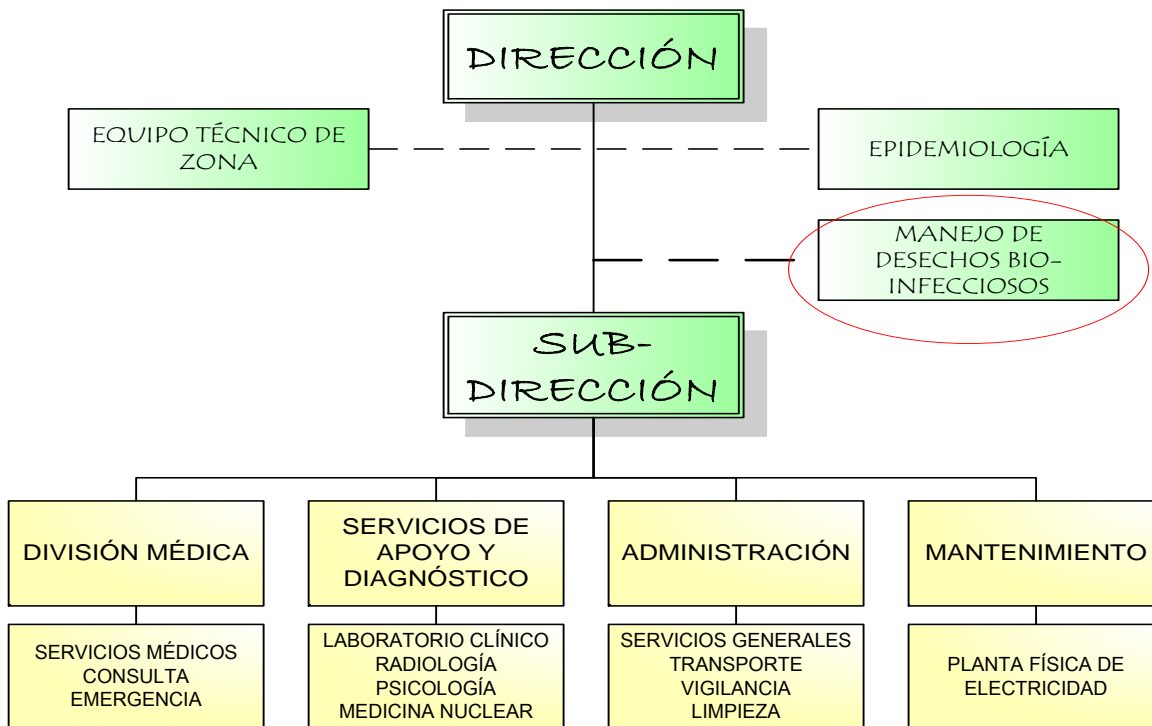 DIRECCIÓN
EQUIPO TÉCNICO DE
ZONA
EPIDEMIOLOGÍA
MANEJO DE
DESECHOS BIO-
INFECCIOSOS
SUB-
DIRECCIÓN
DIVISIÓN MÉDICA
SERVICIOS DE
APOYO Y
DIAGNÓSTICO
ADMINISTRACIÓN
MANTENIMIENTO
SERVICIOS MÉDICOS
CONSULTA
EMERGENCIA
LABORATORIO CLÍNICO
RADIOLOGÍA
PSICOLOGÍA
MEDICINA NUCLEAR
SERVICIOS GENERALES
TRANSPORTE
VIGILANCIA
LIMPIEZA
PLANTA FÍSICA DE
ELECTRICIDAD